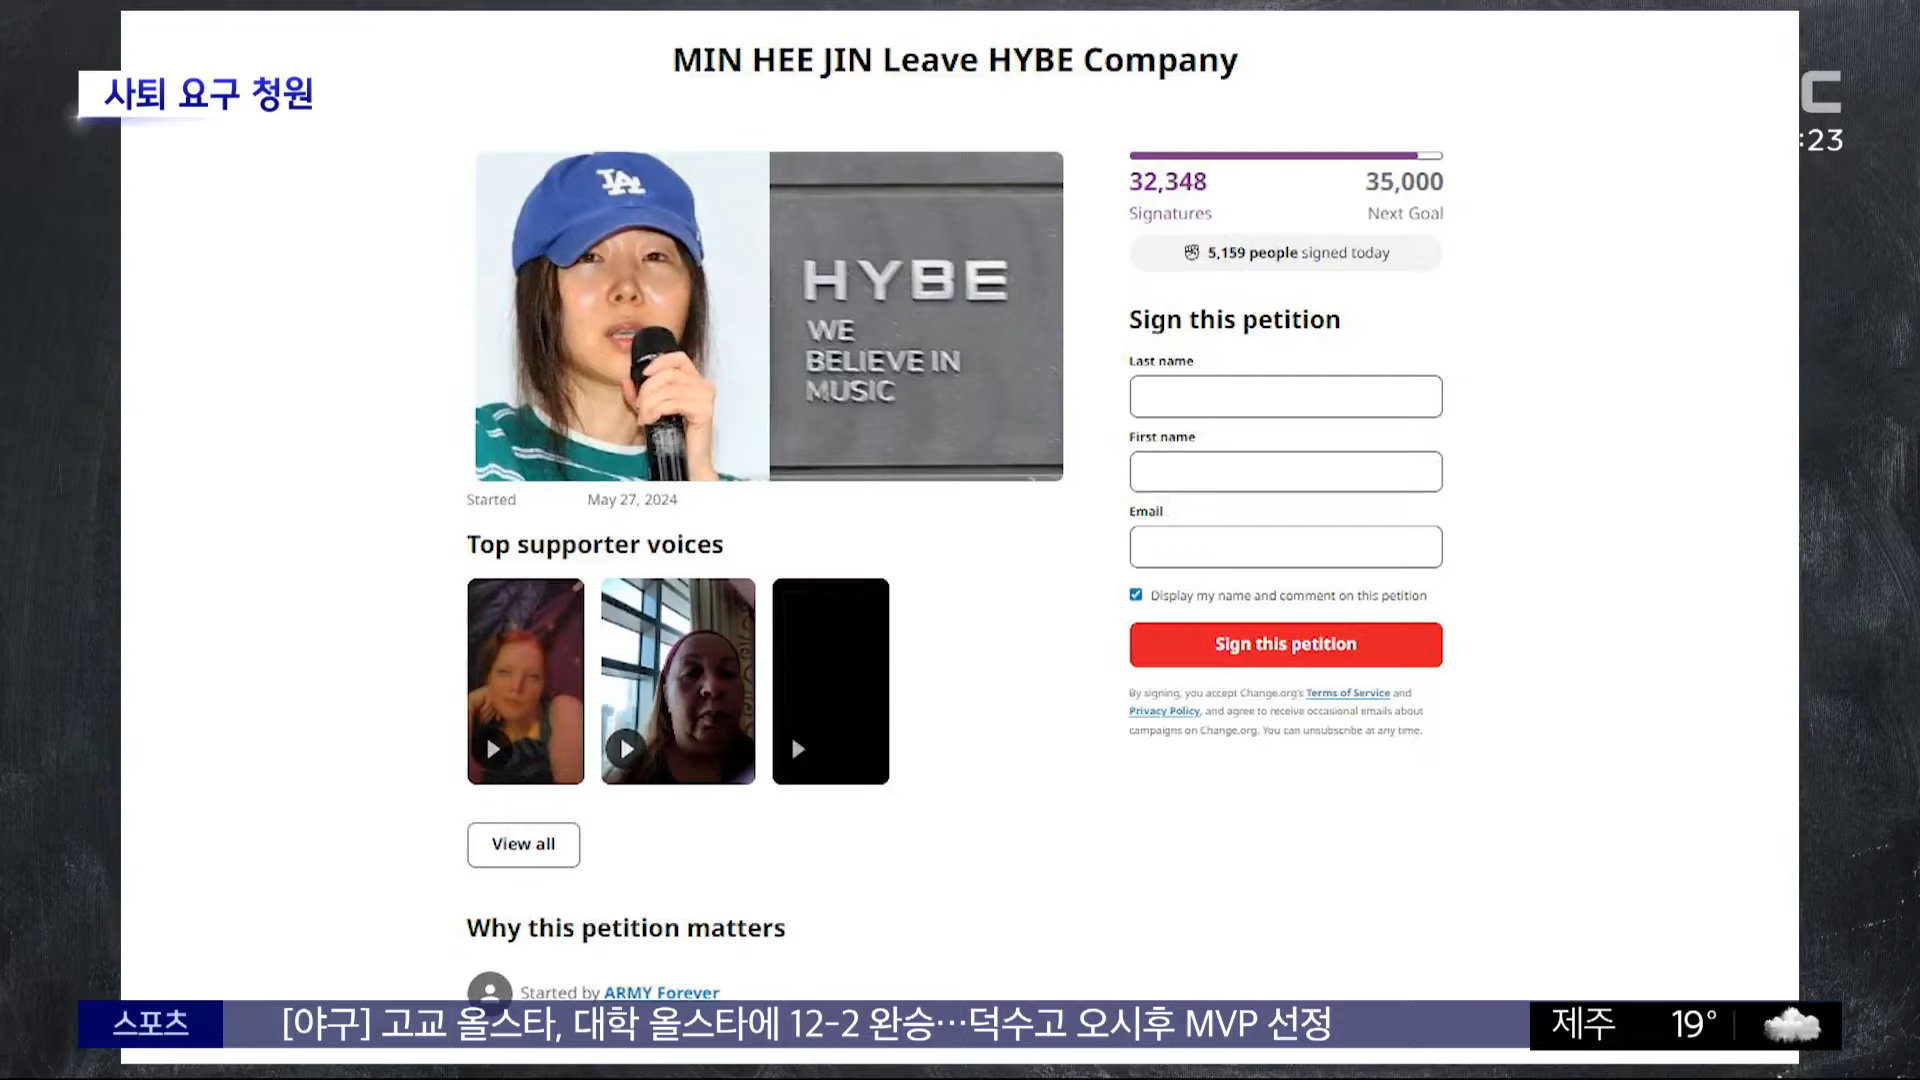 MIN HEE JIN Leave HYBE Company
사퇴 요구 청원
C
:23
LA
HYBE
WE
BELIEVE IN
MUSIC
32,348
35,000
Signatures
Next Goal
5,159 people signed today
Sign this petition
Last name
First name
Email
Display my name and comment on this petition
Sign this petition
By signing, you accept Change.org's Terms of Service and
Privacy Policy, and agree to receive occasional emails about
campaigns on Change.org. You can unsubscribe at any time.
Started May 27, 2024
Top supporter voices
View all
Why this petition matters
Started by ARMY Forever
스포츠
[야구] 고교 올스타, 대학 올스타에 12-2 완승…덕수고 오시후 MVP 선정
제주 19°